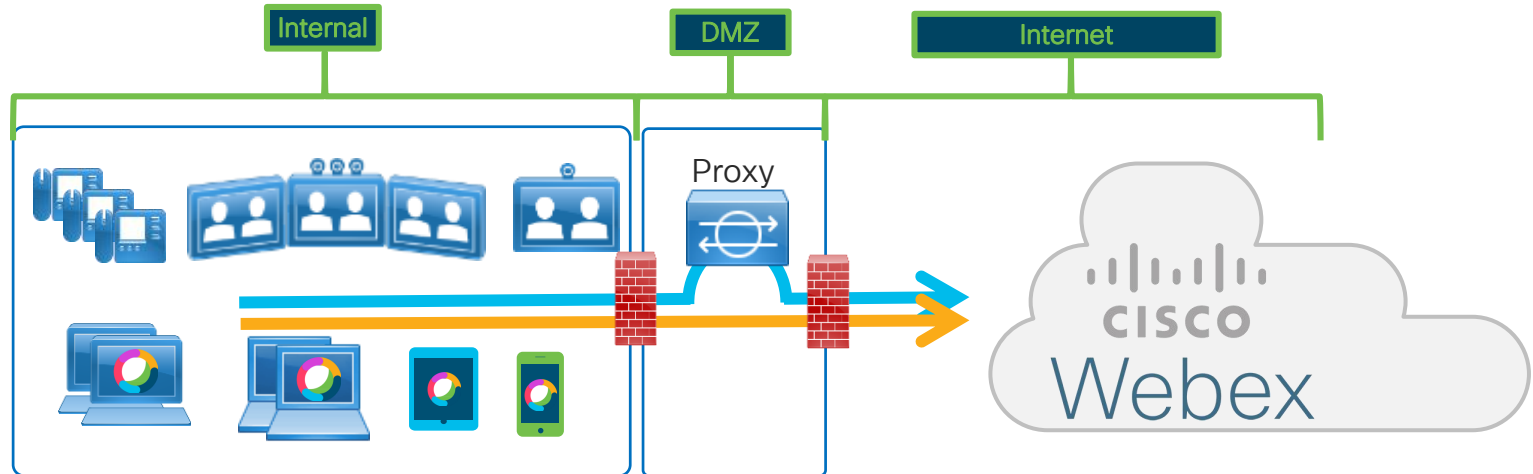 Internal
DMZ
Internet
Proxy
CISCO
Webex